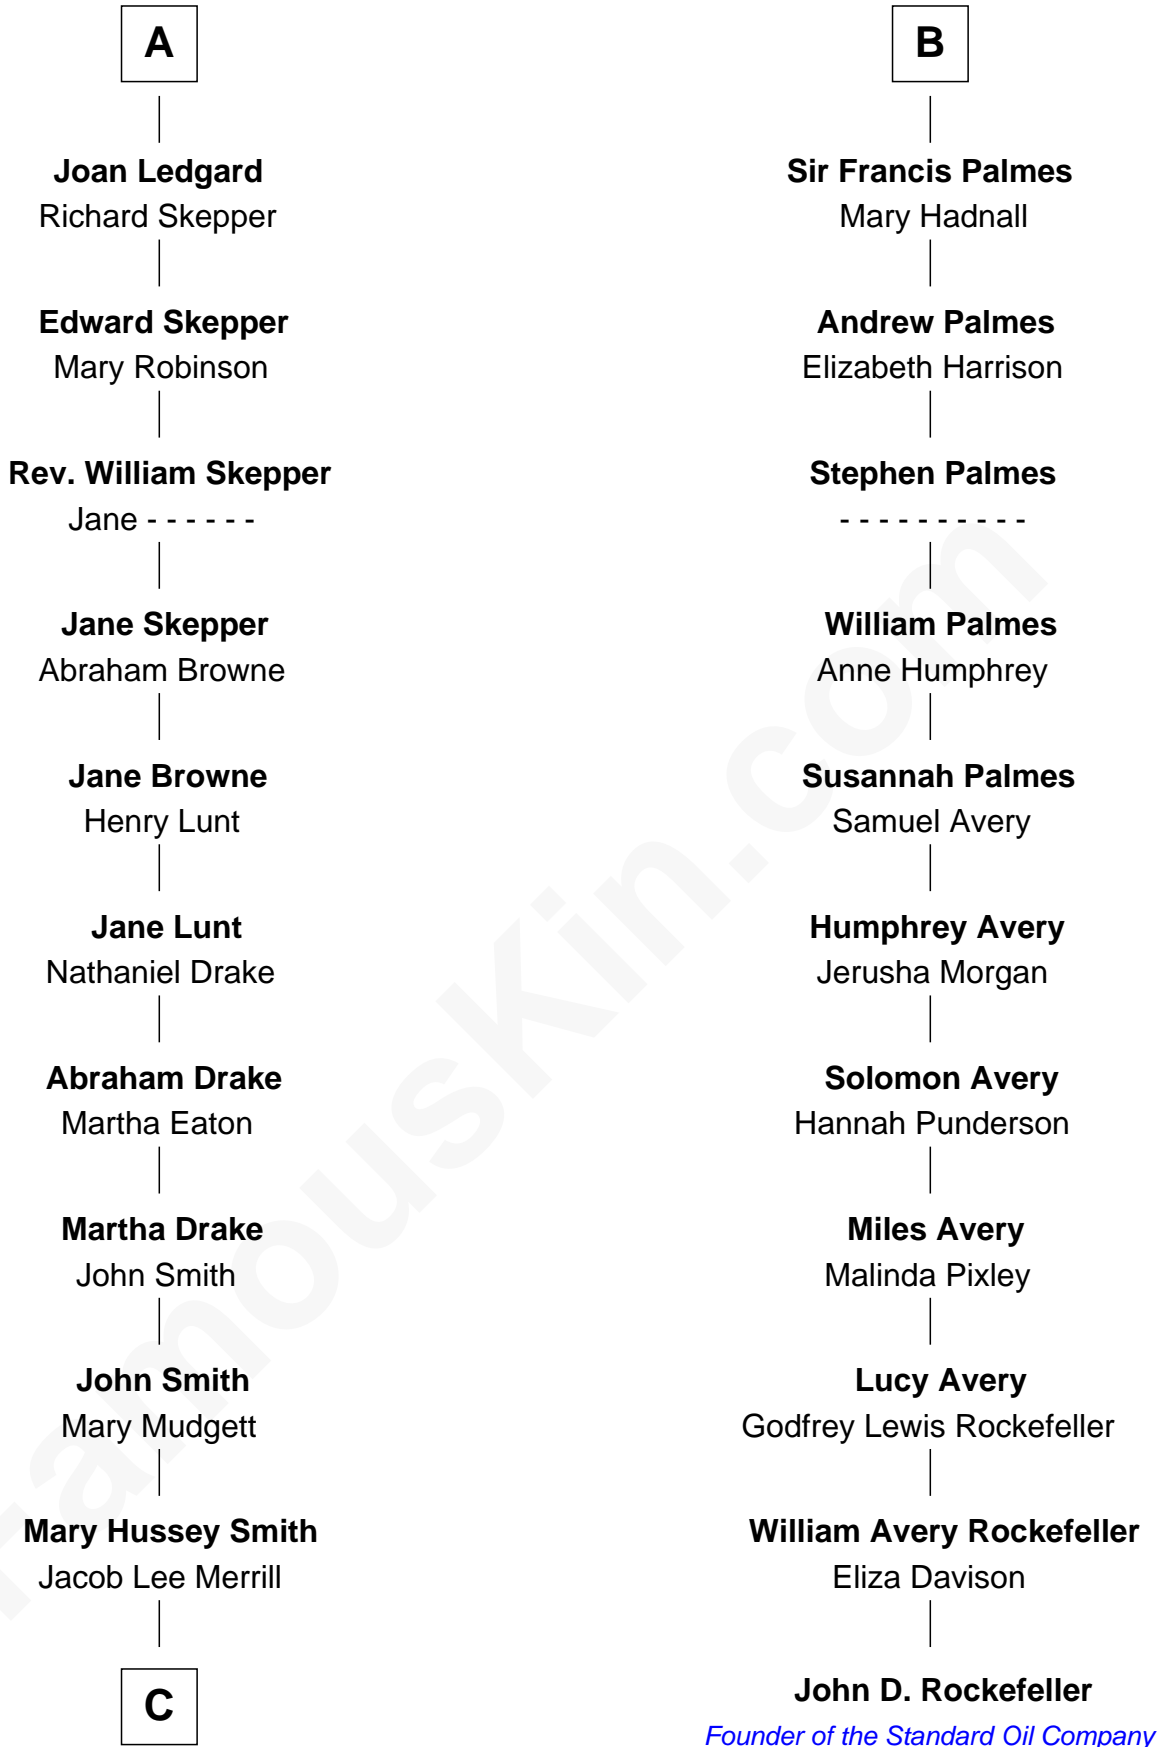 A
Joan Ledgard
Richard Skepper
Edward Skepper
Mary Robinson
Rev. William Skepper
Jane - - - - - -
Jane Skepper
Abraham Browne
Jane Browne
Henry Lunt
Jane Lunt
Nathaniel Drake
Abraham Drake
Martha Eaton
Martha Drake
John Smith
John Smith
Mary Mudgett
Mary Hussey Smith
Jacob Lee Merrill
C
B
Sir Francis Palmes
Mary Hadnall
Andrew Palmes
Elizabeth Harrison
Stephen Palmes
- - - - - - - - - -
William Palmes
Anne Humphrey
Susannah Palmes
Samuel Avery
Humphrey Avery
Jerusha Morgan
Solomon Avery
Hannah Punderson
Miles Avery
Malinda Pixley
Lucy Avery
Godfrey Lewis Rockefeller
William Avery Rockefeller
Eliza Davison
John D. Rockefeller
Founder of the Standard Oil Company
FamousKin.com